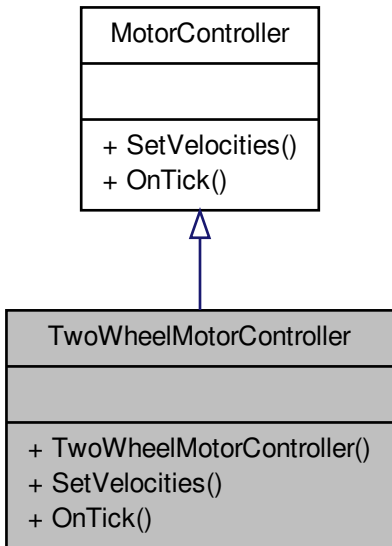 MotorController
+ SetVelocities()
+ OnTick()
TwoWheelMotorController
+ TwoWheelMotorController()
+ SetVelocities()
+ OnTick()